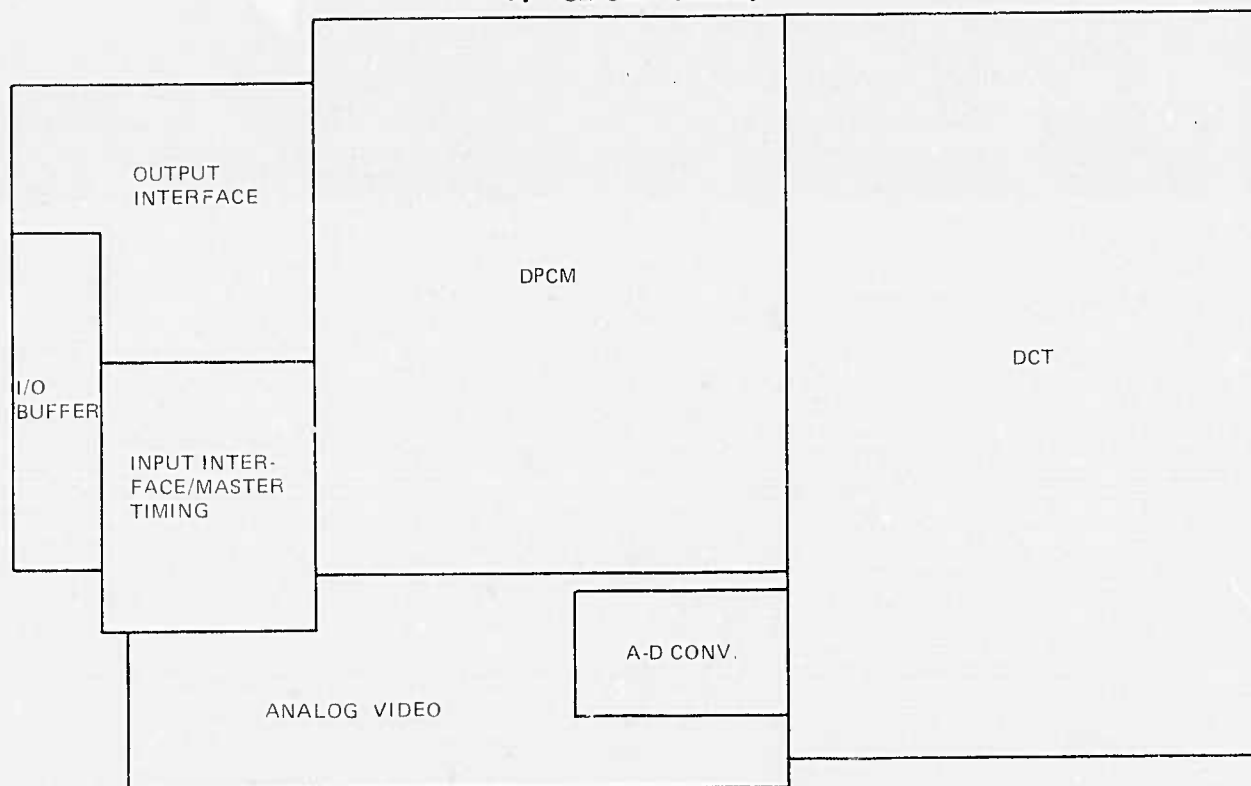 OUTPUT
INTERFACE
DPCM
DCT
I/O
BUFFER
INPUT INTER-
FACE/MASTER
TIMING
A-D CONV.
ANALOG VIDEO